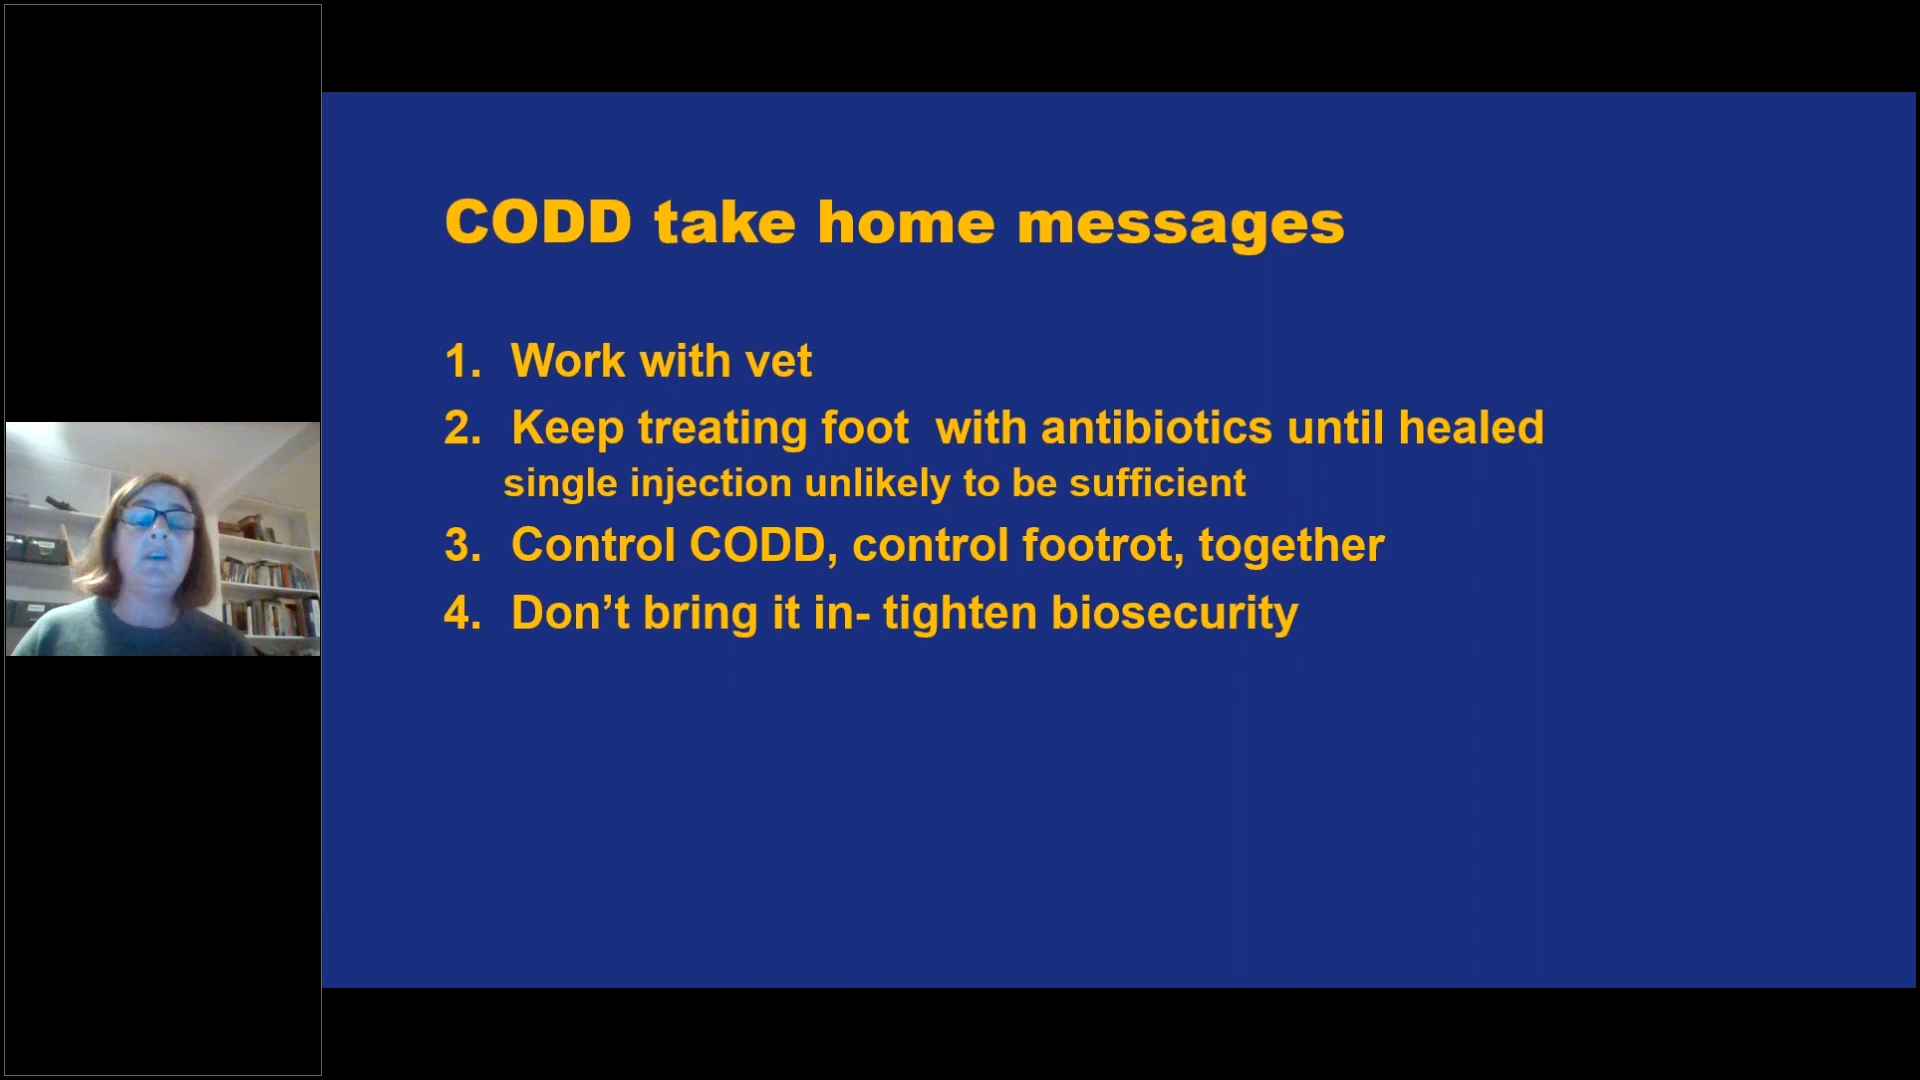 CODD take home messages
1. Work with vet
2. Keep treating foot  with antibiotics until healed
single injection unlikely to be sufficient
3. Control CODD, control footrot, together
4. Don’t bring it in- tighten biosecurity